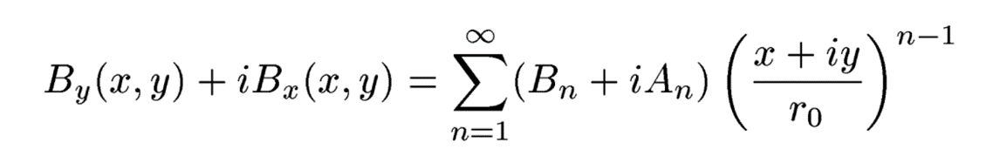 B_y(x, y) + iB_x(x, y) = \sum_{n=1}^{\infty} (B_n + iA_n) \left( \frac{x + iy}{r_0} \right)^{n-1}